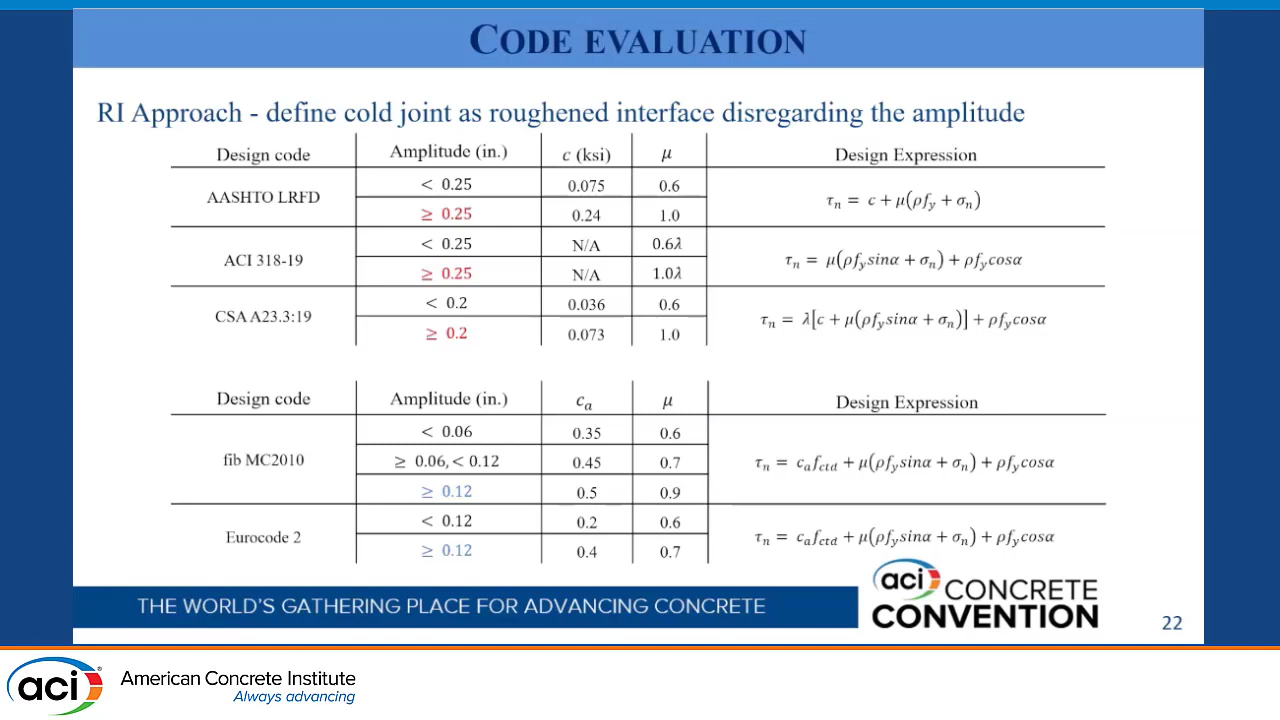 CODE EVALUATION
RI Approach - define cold joint as roughened interface disregarding the amplitude
Design code Amplitude (in.) c (ksi) μ Design Expression
AASHTO LRFD
< 0.25 0.075 0.6
≥ 0.25 0.24 1.0
τn = c + μ(ρfy + σn)
ACI 318-19
< 0.25 N/A 0.6λ
≥ 0.25 N/A 1.0λ
τn = μ(ρfysinα + σn) + ρfycosα
CSA A23.3:19
< 0.2 0.036 0.6
≥ 0.2 0.073 1.0
τn = λ[c + μ(ρfysinα + σn)] + ρfycosα
Design code Amplitude (in.) ca μ Design Expression
fib MC2010
< 0.06 0.35 0.6
≥ 0.06, < 0.12 0.45 0.7
≥ 0.12 0.5 0.9
τn = cafctd + μ(ρfysinα + σn) + ρfycosα
Eurocode 2
< 0.12 0.2 0.6
≥ 0.12 0.4 0.7
τn = cafctd + μ(ρfysinα + σn) + ρfycosα
THE WORLD'S GATHERING PLACE FOR ADVANCING CONCRETE
aci CONCRETE
CONVENTION
22
aci® American Concrete Institute
Always advancing